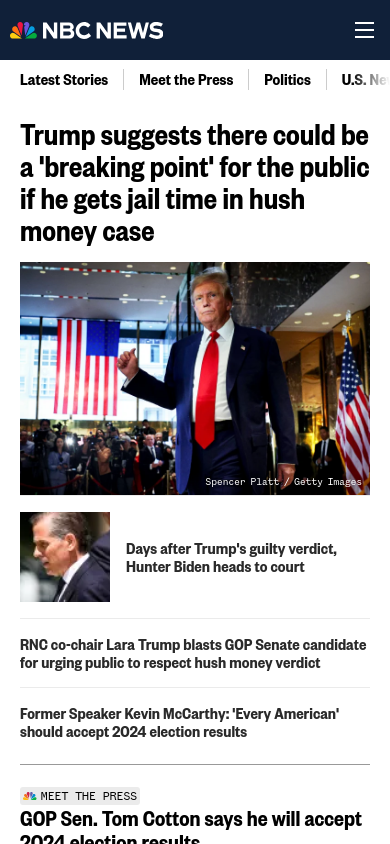 NBC NEWS
Latest Stories
Meet the Press
Politics
U.S. Ne
Trump suggests there could be
a 'breaking point' for the public
if he gets jail time in hush
money case
Spencer Platt / Getty Images
Days after Trump's guilty verdict,
Hunter Biden heads to court
RNC co-chair Lara Trump blasts GOP Senate candidate
for urging public to respect hush money verdict
Former Speaker Kevin McCarthy: 'Every American'
should accept 2024 election results
MEET THE PRESS
GOP Sen. Tom Cotton says he will accept
2024 election results